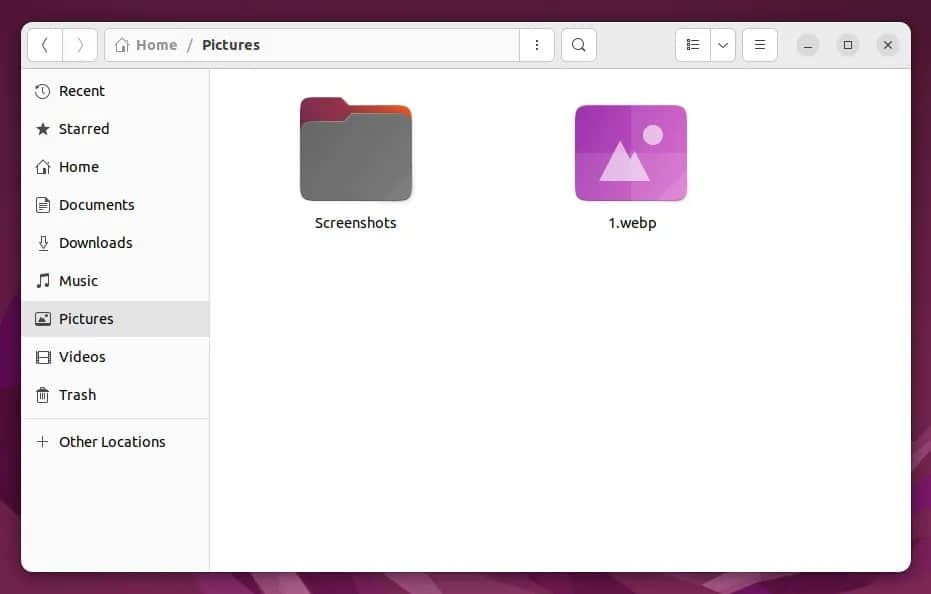 Home / Pictures
Recent
Starred
Home
Documents
Downloads
Music
Pictures
Videos
Trash
Other Locations
Screenshots
1.webp